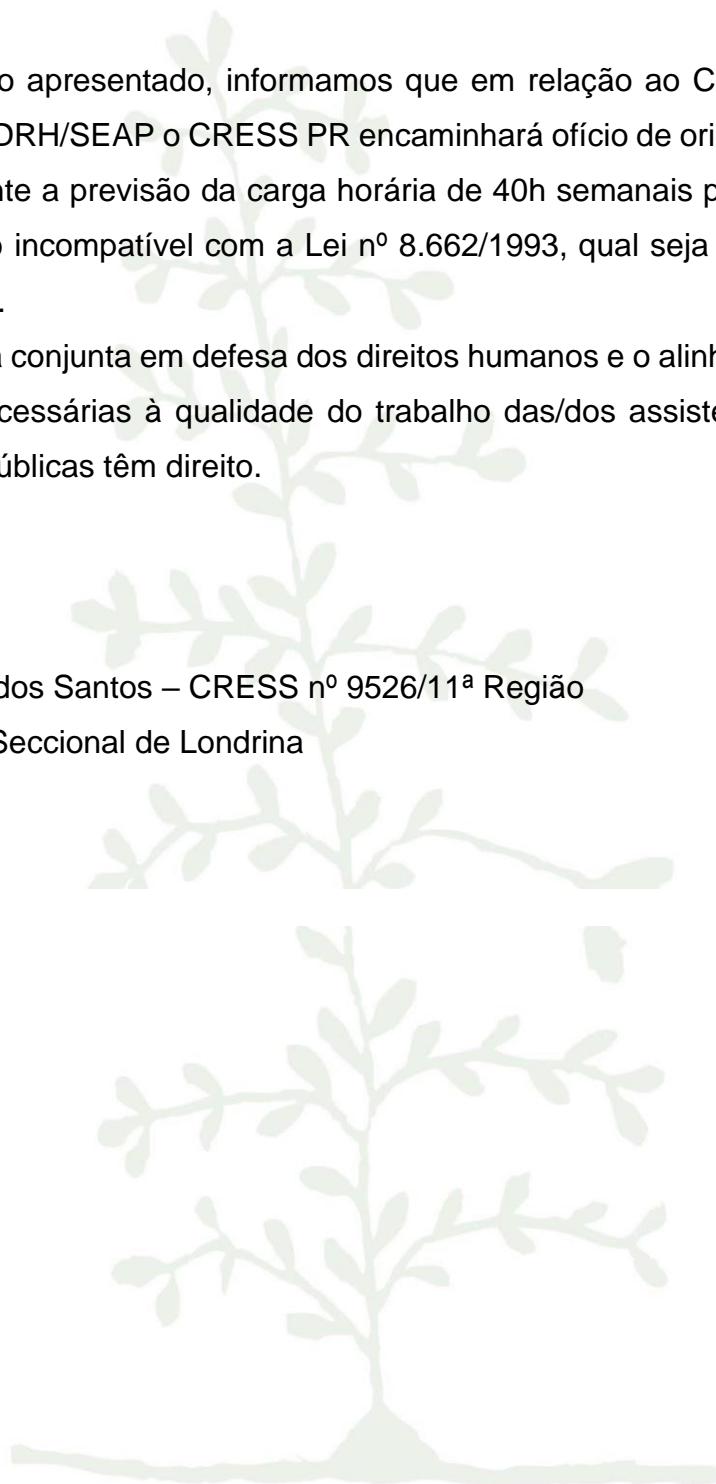 o apresentado, informamos que em relação ao C
DRH/SEAP o CRESS PR encaminhará ofício de ori
nte a previsão da carga horária de 40h semanais p
o incompatível com a Lei nº 8.662/1993, qual seja
.
a conjunta em defesa dos direitos humanos e o alinh
cessárias à qualidade do trabalho das/dos assiste
úblicas têm direito.
dos Santos – CRESS nº 9526/11ª Região
Seccional de Londrina